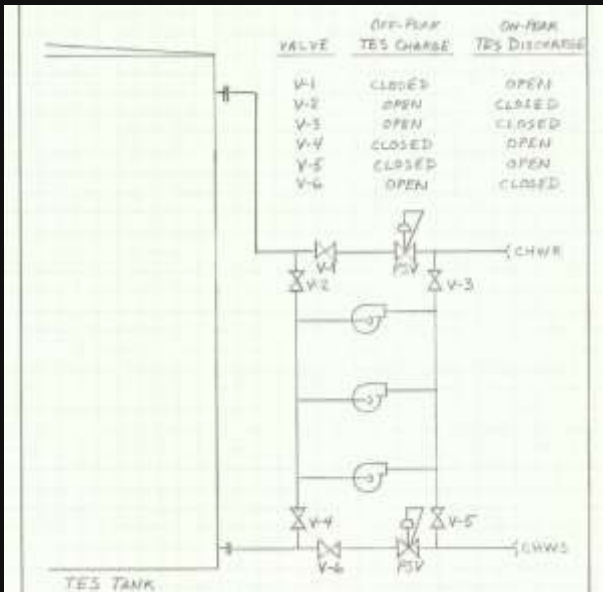 OFF-PEAK ON-PEAK
VALVE TES CHARGE TES DISCHARGE
V-1 CLOSED OPEN
V-2 OPEN CLOSED
V-3 OPEN CLOSED
V-4 CLOSED OPEN
V-5 CLOSED OPEN
V-6 OPEN CLOSED
V-1 PSV CHWR
V-2 V-3
V-4 V-5
V-6 PSV CHWS
TES TANK